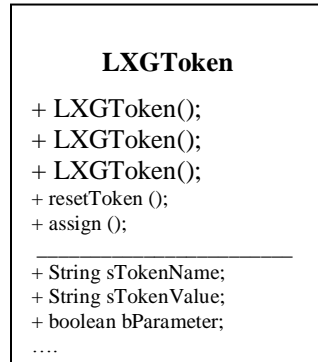 LXGToken
+ LXGToken();
+ LXGToken();
+ LXGToken();
+ resetToken ();
+ assign ();
+ String sTokenName;
+ String sTokenValue;
+ boolean bParameter;
….